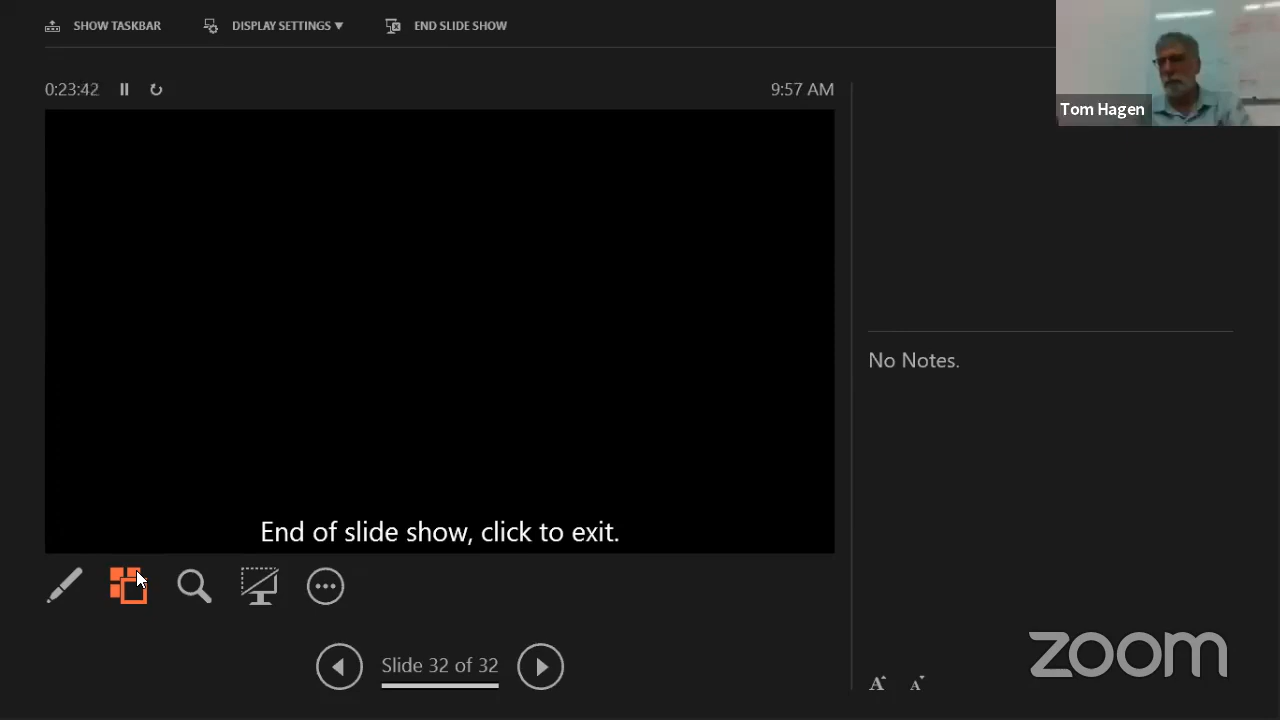 SHOW TASKBAR
DISPLAY SETTINGS ▼
END SLIDE SHOW
Tom Hagen
0:23:42
9:57 AM
No Notes.
End of slide show, click to exit.
Slide 32 of 32
zoom
A A